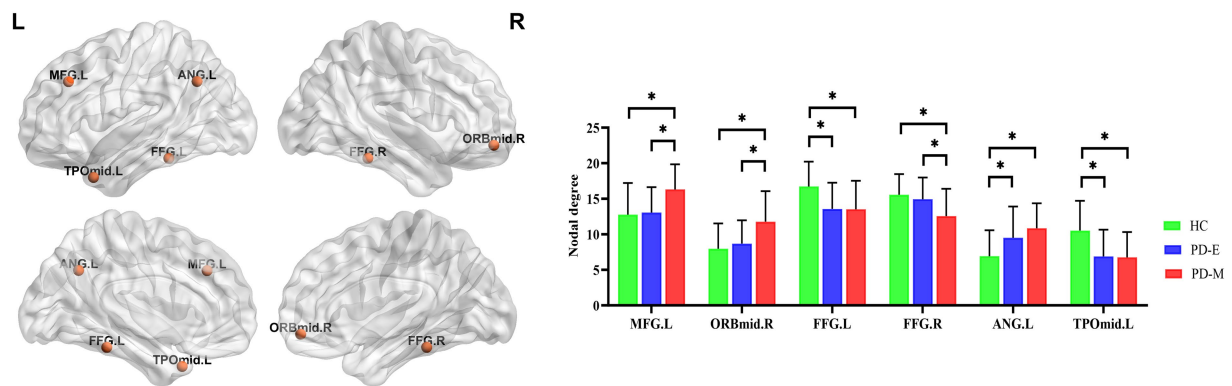 L
R
MFG.L
ANG.L
FFG.L
TPOmid.L
ORBmid.R
FFG.R
ANG.L
MFG.L
FFG.L
TPOmid.L
ORBmid.R
FFG.R
Nodal degree
25
20
15
10
5
0
* * * * * *
* * * * * *
MFG.L ORBmid.R FFG.L FFG.R ANG.L TPOmid.L
HC
PD-E
PD-M